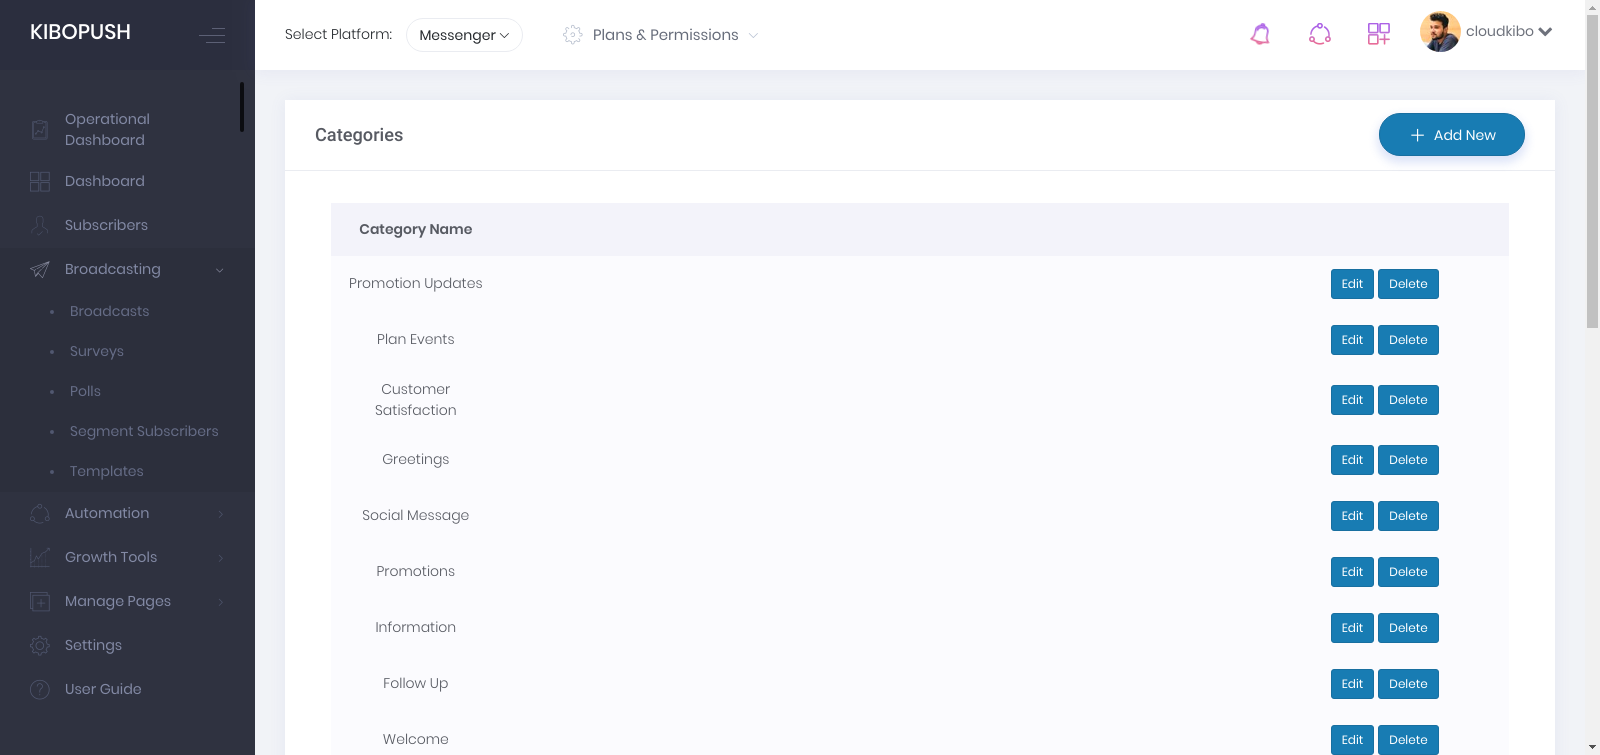 KIBOPUSH
Select Platform: Messenger Plans & Permissions cloudkibo
Operational
Dashboard
Dashboard
Subscribers
Broadcasting
Broadcasts
Surveys
Polls
Segment Subscribers
Templates
Automation
Growth Tools
Manage Pages
Settings
User Guide
Categories
Add New
Category Name
Promotion Updates Edit Delete
Plan Events Edit Delete
Customer
Satisfaction Edit Delete
Greetings Edit Delete
Social Message Edit Delete
Promotions Edit Delete
Information Edit Delete
Follow Up Edit Delete
Welcome Edit Delete